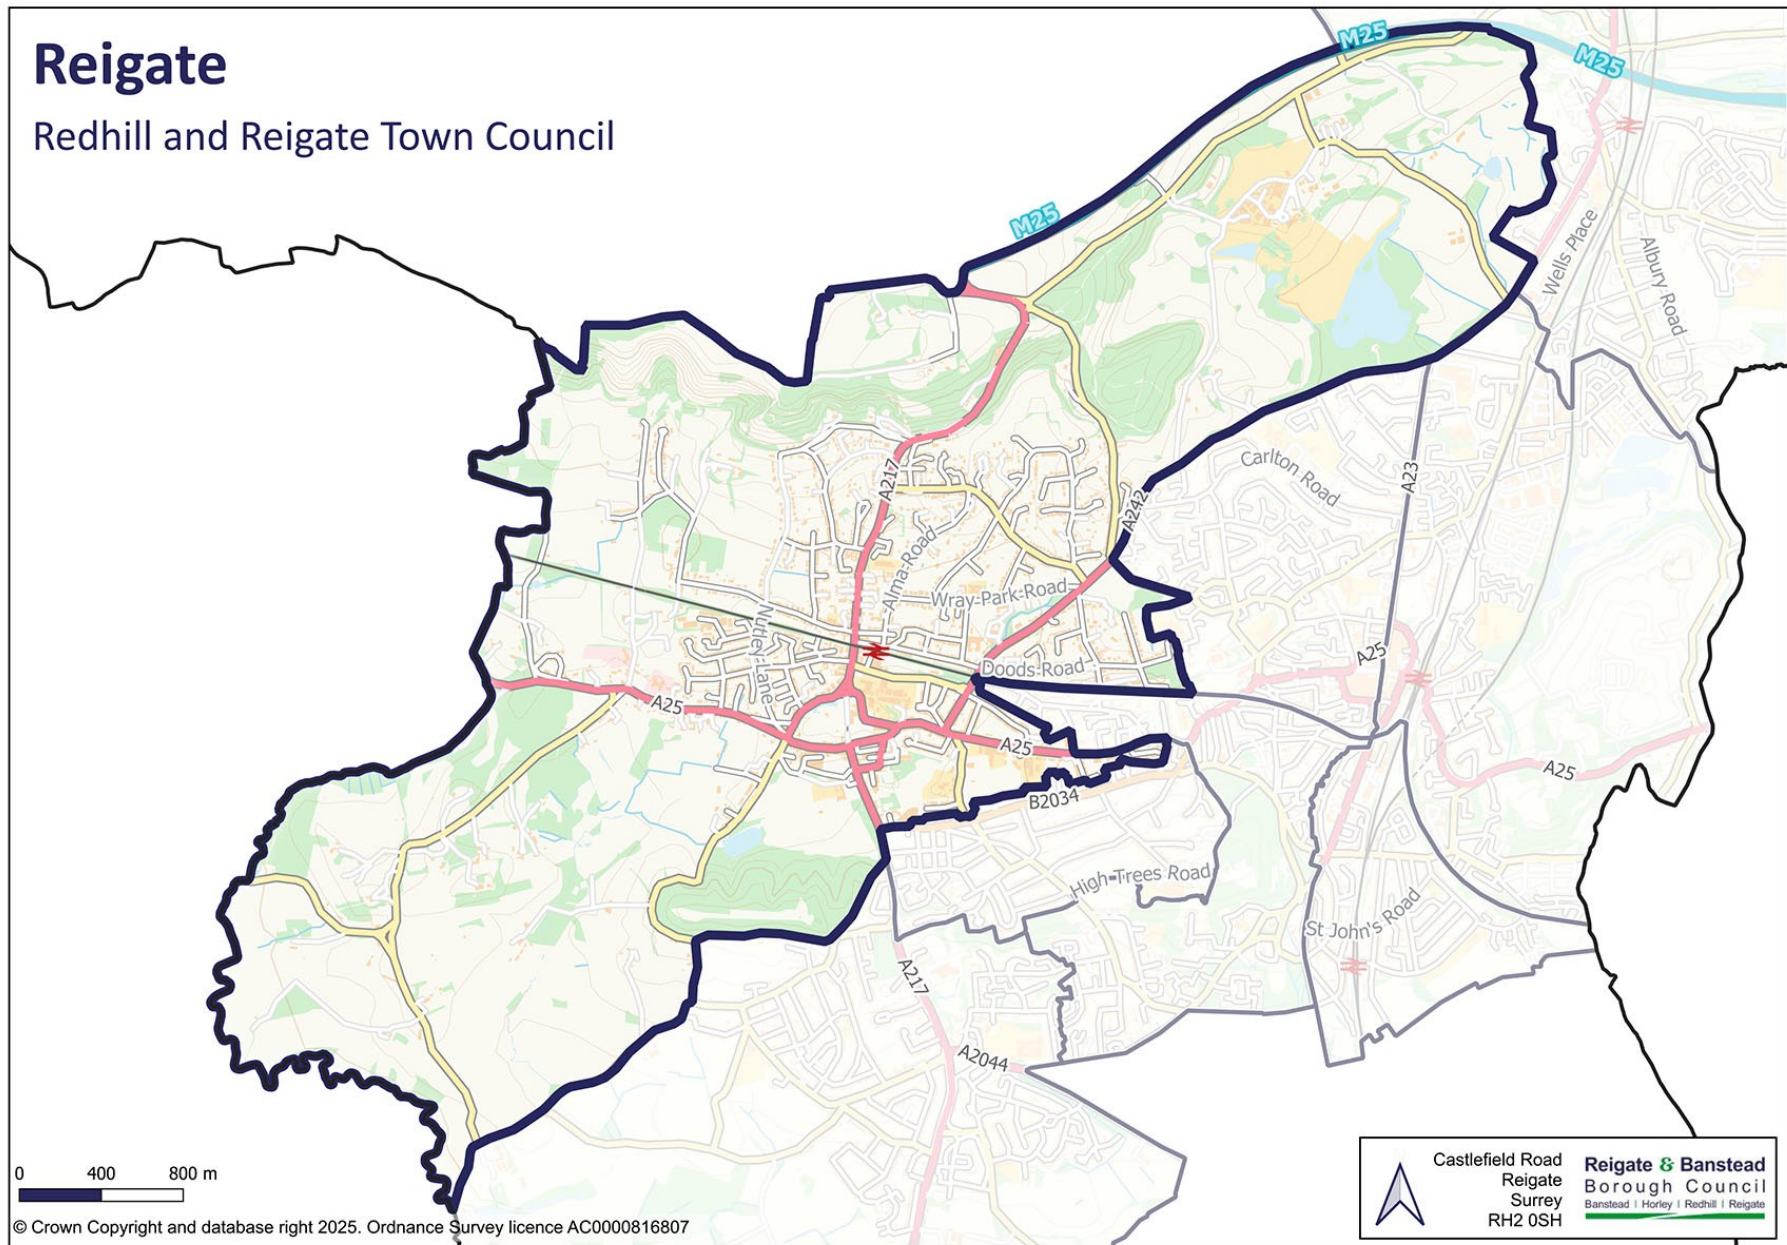 Reigate
Redhill and Reigate Town Council
M25
M25
M25
Wells Place
Albury Road
Carlton Road
A23
A217
A242
Alma-Road
Wray-Park-Road
Nutley-Lane
Doods-Road
A25
A25
A25
A25
B2034
High-Trees Road
St John's Road
A217
A2044
0 400 800 m
© Crown Copyright and database right 2025. Ordnance Survey licence AC0000816807
Castlefield Road
Reigate
Surrey
RH2 0SH
Reigate & Banstead
Borough Council
Banstead | Horley | Redhill | Reigate